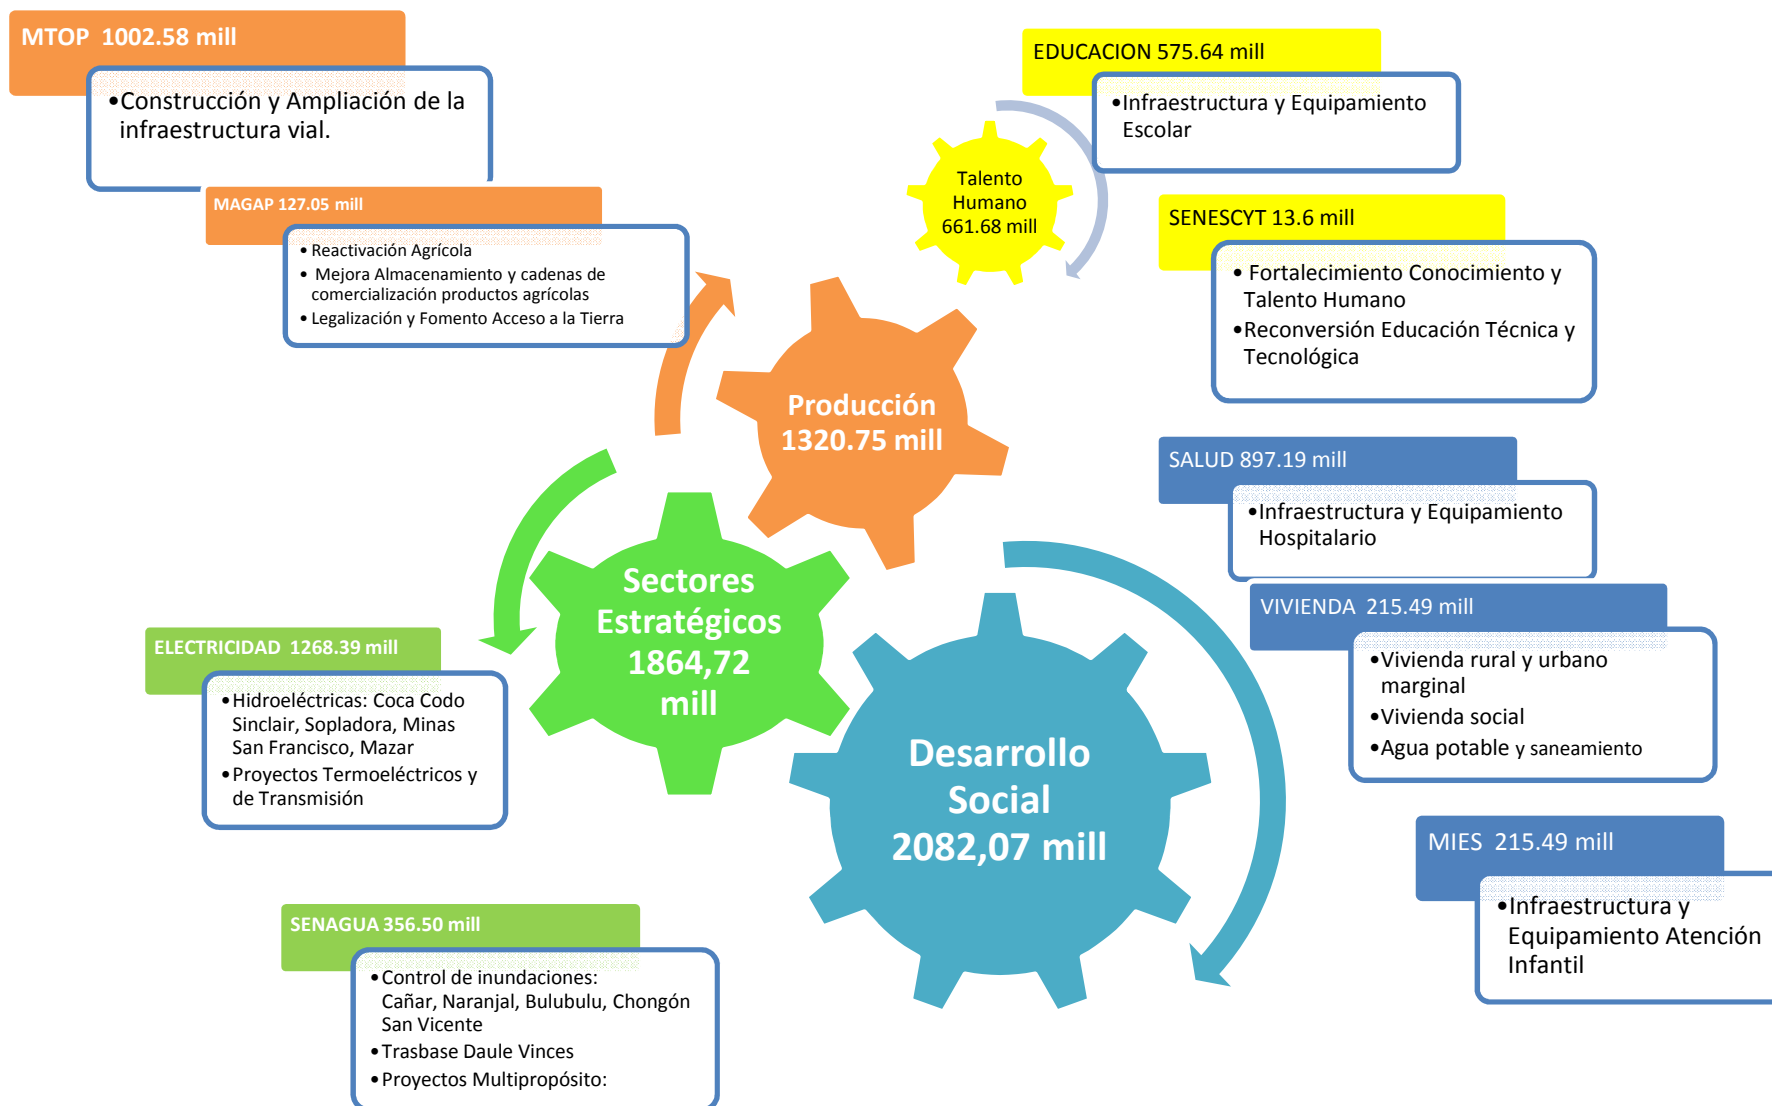 MTOP 1002.58 mill
•Construcción y Ampliación de la
infraestructura vial.
MAGAP 127.05 mill
• Reactivación Agrícola
• Mejora Almacenamiento y cadenas de
comercialización productos agrícolas
• Legalización y Fomento Acceso a la Tierra
EDUCACION 575.64 mill
•Infraestructura y Equipamiento
Escolar
Talento
Humano
661.68 mill
SENESCYT 13.6 mill
• Fortalecimiento Conocimiento y
Talento Humano
•Reconversión Educación Técnica y
Tecnológica
Producción
1320.75 mill
SALUD 897.19 mill
•Infraestructura y Equipamiento
Hospitalario
Sectores
Estratégicos
1864,72
mill
VIVIENDA 215.49 mill
•Vivienda rural y urbano
marginal
•Vivienda social
•Agua potable y saneamiento
ELECTRICIDAD 1268.39 mill
•Hidroeléctricas: Coca Codo
Sinclair, Sopladora, Minas
San Francisco, Mazar
•Proyectos Termoeléctricos y
de Transmisión
Desarrollo
Social
2082,07 mill
MIES 215.49 mill
•Infraestructura y
Equipamiento Atención
Infantil
SENAGUA 356.50 mill
•Control de inundaciones:
Cañar, Naranjal, Bulubulu, Chongón
San Vicente
•Trasbase Daule Vinces
•Proyectos Multipropósito: